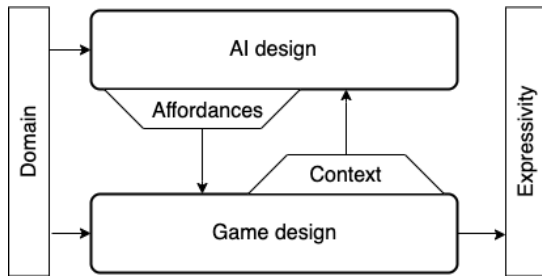 Domain
AI design
Affordances
Context
Game design
Expressivity